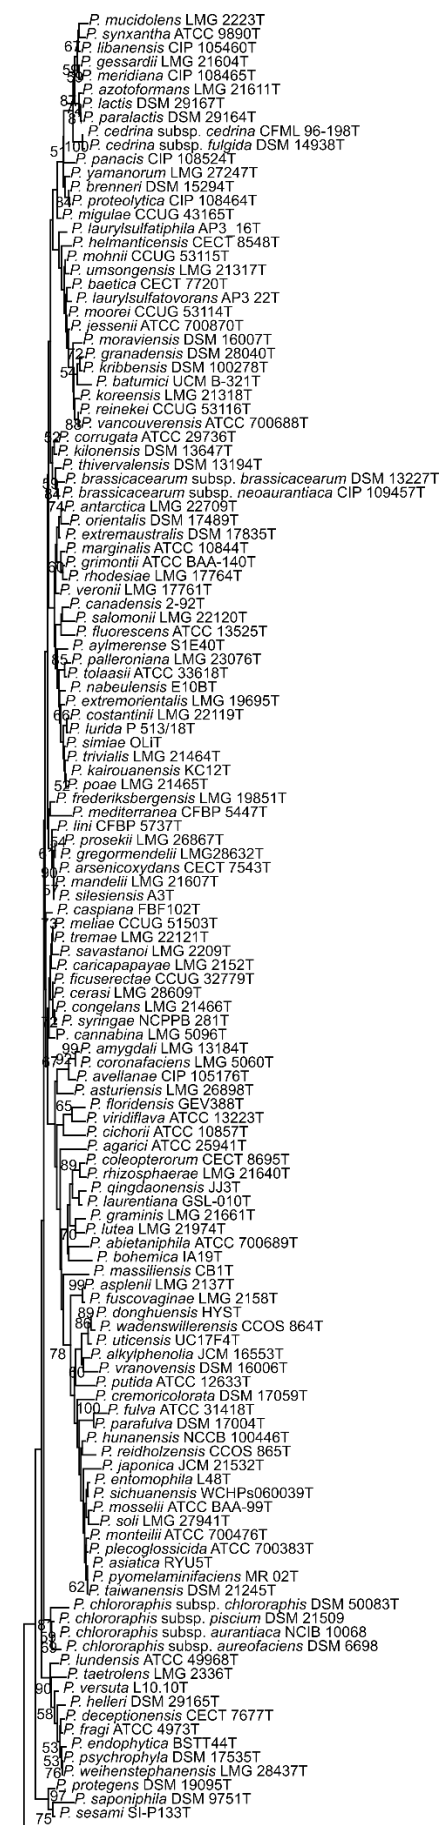 P. mucidolens LMG 2223T
P. synxantha ATCC 9890T
67 P. libanensis CIP 105460T
P. gessardii LMG 21604T
P. meridiana CIP 108465T
P. azotoformans LMG 21611T
P. lactis DSM 29167T
P. paralactis DSM 29164T
P. cedrina subsp. cedrina CFML 96-198T
51 100 P. cedrina subsp. fulgida DSM 14938T
P. panacis CIP 108524T
P. yamanorum LMG 27247T
P. brenneri DSM 15294T
84 P. proteolytica CIP 108464T
P. migulae CCUG 43165T
P. laurylsulfatiphila AP3_16T
P. helmanticensis CECT 8548T
P. mohnii CCUG 53115T
P. umsongensis LMG 21317T
P. baetica CECT 7720T
P. laurylsulfatovorans AP3 22T
P. moorei CCUG 53114T
P. jessenii ATCC 700870T
P. moraviensis DSM 16007T
72 P. granadensis DSM 28040T
54 P. kribbensis DSM 100278T
P. batumici UCM B-321T
P. koreensis LMG 21318T
P. reinekei CCUG 53116T
88 P. vancouverensis ATCC 700688T
52 P. corrugata ATCC 29736T
P. kilonensis DSM 13647T
P. thivervalensis DSM 13194T
59 P. brassicacearum subsp. brassicacearum DSM 13227T
84 P. brassicacearum subsp. neoaurantiaca CIP 109457T
74 P. antarctica LMG 22709T
P. orientalis DSM 17489T
P. extremaustralis DSM 17835T
P. marginalis ATCC 10844T
60 P. grimontii ATCC BAA-140T
P. rhodesiae LMG 17764T
P. veronii LMG 17761T
P. canadensis 2-92T
P. salomonii LMG 22120T
P. fluorescens ATCC 13525T
P. aylmerense S1E40T
85 P. palleroniana LMG 23076T
P. tolaasii ATCC 33618T
P. nabeulensis E10BT
P. extremorientalis LMG 19695T
66 P. costantinii LMG 22119T
P. lurida P 513/18T
P. simiae OLiT
P. trivialis LMG 21464T
P. kairouanensis KC12T
52 P. poae LMG 21465T
P. frederiksbergensis LMG 19851T
P. mediterranea CFBP 5447T
P. lini CFBP 5737T
54 P. prosekii LMG 26867T
P. gregormendelii LMG28632T
90 P. arsenicoxydans CECT 7543T
P. mandelii LMG 21607T
57 P. silesiensis A3T
P. caspiana FBF102T
73 P. meliae CCUG 51503T
P. tremae LMG 22121T
P. savastanoi LMG 2209T
P. caricapapayae LMG 2152T
P. ficuserectae CCUG 32779T
P. cerasi LMG 28609T
P. congelans LMG 21466T
72 P. syringae NCPPB 281T
P. cannabina LMG 5096T
99 P. amygdali LMG 13184T
67 92 P. coronafaciens LMG 5060T
P. avellanae CIP 105176T
P. asturiensis LMG 26898T
65 P. floridensis GEV388T
P. viridiflava ATCC 13223T
P. cichorii ATCC 10857T
P. agarici ATCC 25941T
89 P. coleopterorum CECT 8695T
P. rhizosphaerae LMG 21640T
P. qingdaonensis JJ3T
P. laurentiana GSL-010T
P. graminis LMG 21661T
70 P. lutea LMG 21974T
P. abietaniphila ATCC 700689T
P. bohemica IA19T
P. massiliensis CB1T
99 P. asplenii LMG 2137T
P. fuscovaginae LMG 2158T
89 P. donghuensis HYST
86 P. wadenswillerensis CCOS 864T
P. uticensis UC17F4T
78 P. alkylphenolia JCM 16553T
60 P. vranovensis DSM 16006T
P. putida ATCC 12633T
P. cremoricolorata DSM 17059T
100 P. fulva ATCC 31418T
P. parafulva DSM 17004T
P. hunanensis NCCB 100446T
P. reidholzensis CCOS 865T
P. japonica JCM 21532T
P. entomophila L48T
P. sichuanensis WCHPs060039T
P. mosselii ATCC BAA-99T
P. soli LMG 27941T
P. monteilii ATCC 700476T
P. plecoglossicida ATCC 700383T
P. asiatica RYU5T
P. pyomelaminifaciens MR 02T
62 P. taiwanensis DSM 21245T
P. chlororaphis subsp. chlororaphis DSM 50083T
P. chlororaphis subsp. piscium DSM 21509
P. chlororaphis subsp. aurantiaca NCIB 10068
P. chlororaphis subsp. aureofaciens DSM 6698
P. lundensis ATCC 49968T
P. taetrolens LMG 2336T
90 P. versuta L10.10T
P. helleri DSM 29165T
58 P. deceptionensis CECT 7677T
P. fragi ATCC 4973T
53 P. endophytica BSTT44T
53 P. psychrophyla DSM 17535T
76 P. weihenstephanensis LMG 28437T
P. protegens DSM 19095T
97 P. saponiphila DSM 9751T
75 P. sesami SI-P133T